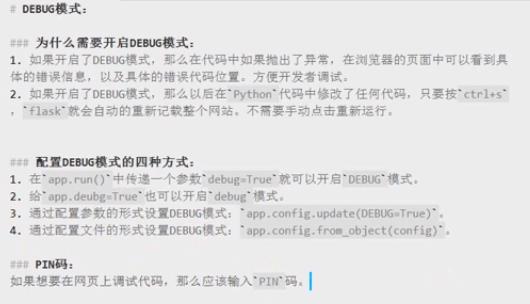 # DEBUG模式:
### 为什么需要开启DEBUG模式:
1. 如果开启了DEBUG模式,那么在代码中如果抛出了异常,在浏览器的页面中可以看到具
体的错误信息,以及具体的错误代码位置。方便开发者调试。
2. 如果开启了DEBUG模式,那么以后在`Python`代码中修改了任何代码,只要按`ctrl+s`
,`flask`就会自动的重新记载整个网站。不需要手动点击重新运行。
### 配置DEBUG模式的四种方式:
1. 在`app.run()`中传递一个参数`debug=True`就可以开启`DEBUG`模式。
2. 给`app.deubg=True`也可以开启`debug`模式。
3. 通过配置参数的形式设置DEBUG模式:`app.config.update(DEBUG=True)`。
4. 通过配置文件的形式设置DEBUG模式:`app.config.from_object(config)`。
### PIN码:
如果想要在网页上调试代码,那么应该输入`PIN`码。